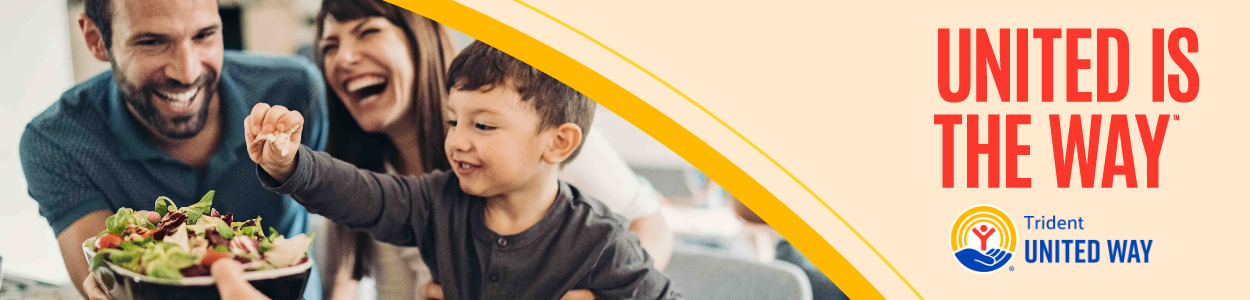 UNITED IS
THE WAY™
Trident
UNITED WAY®